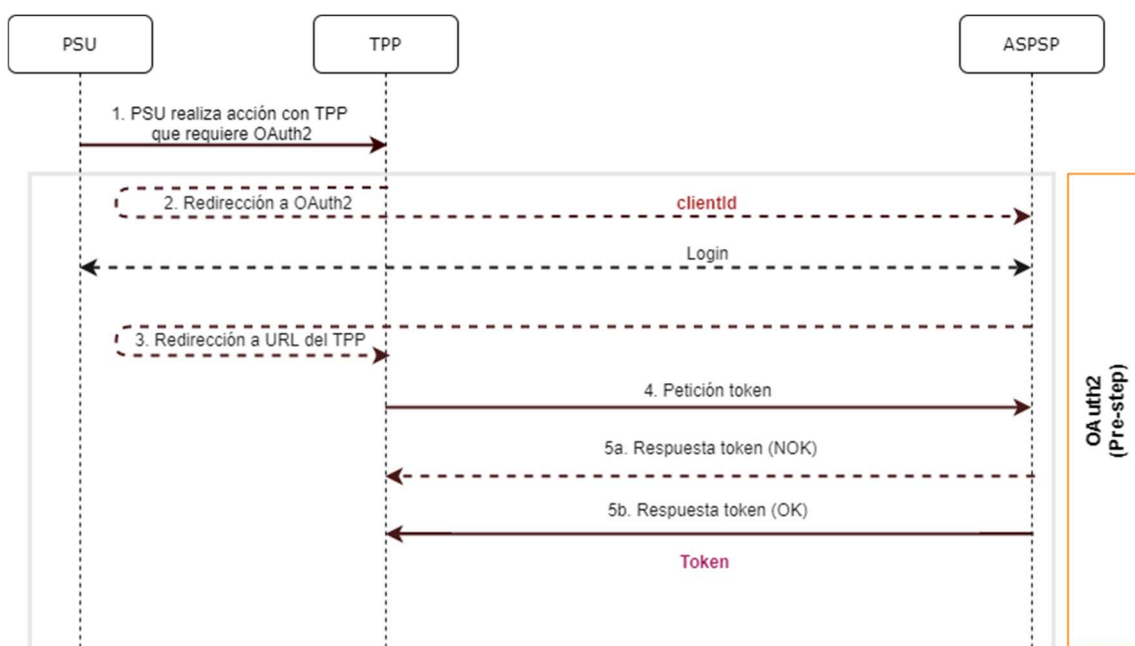 PSU
TPP
ASPSP
1. PSU realiza acción con TPP
que requiere OAuth2
2. Redirección a OAuth2
clientId
Login
3. Redirección a URL del TPP
4. Petición token
5a. Respuesta token (NOK)
5b. Respuesta token (OK)
Token
OAuth2
(Pre-step)